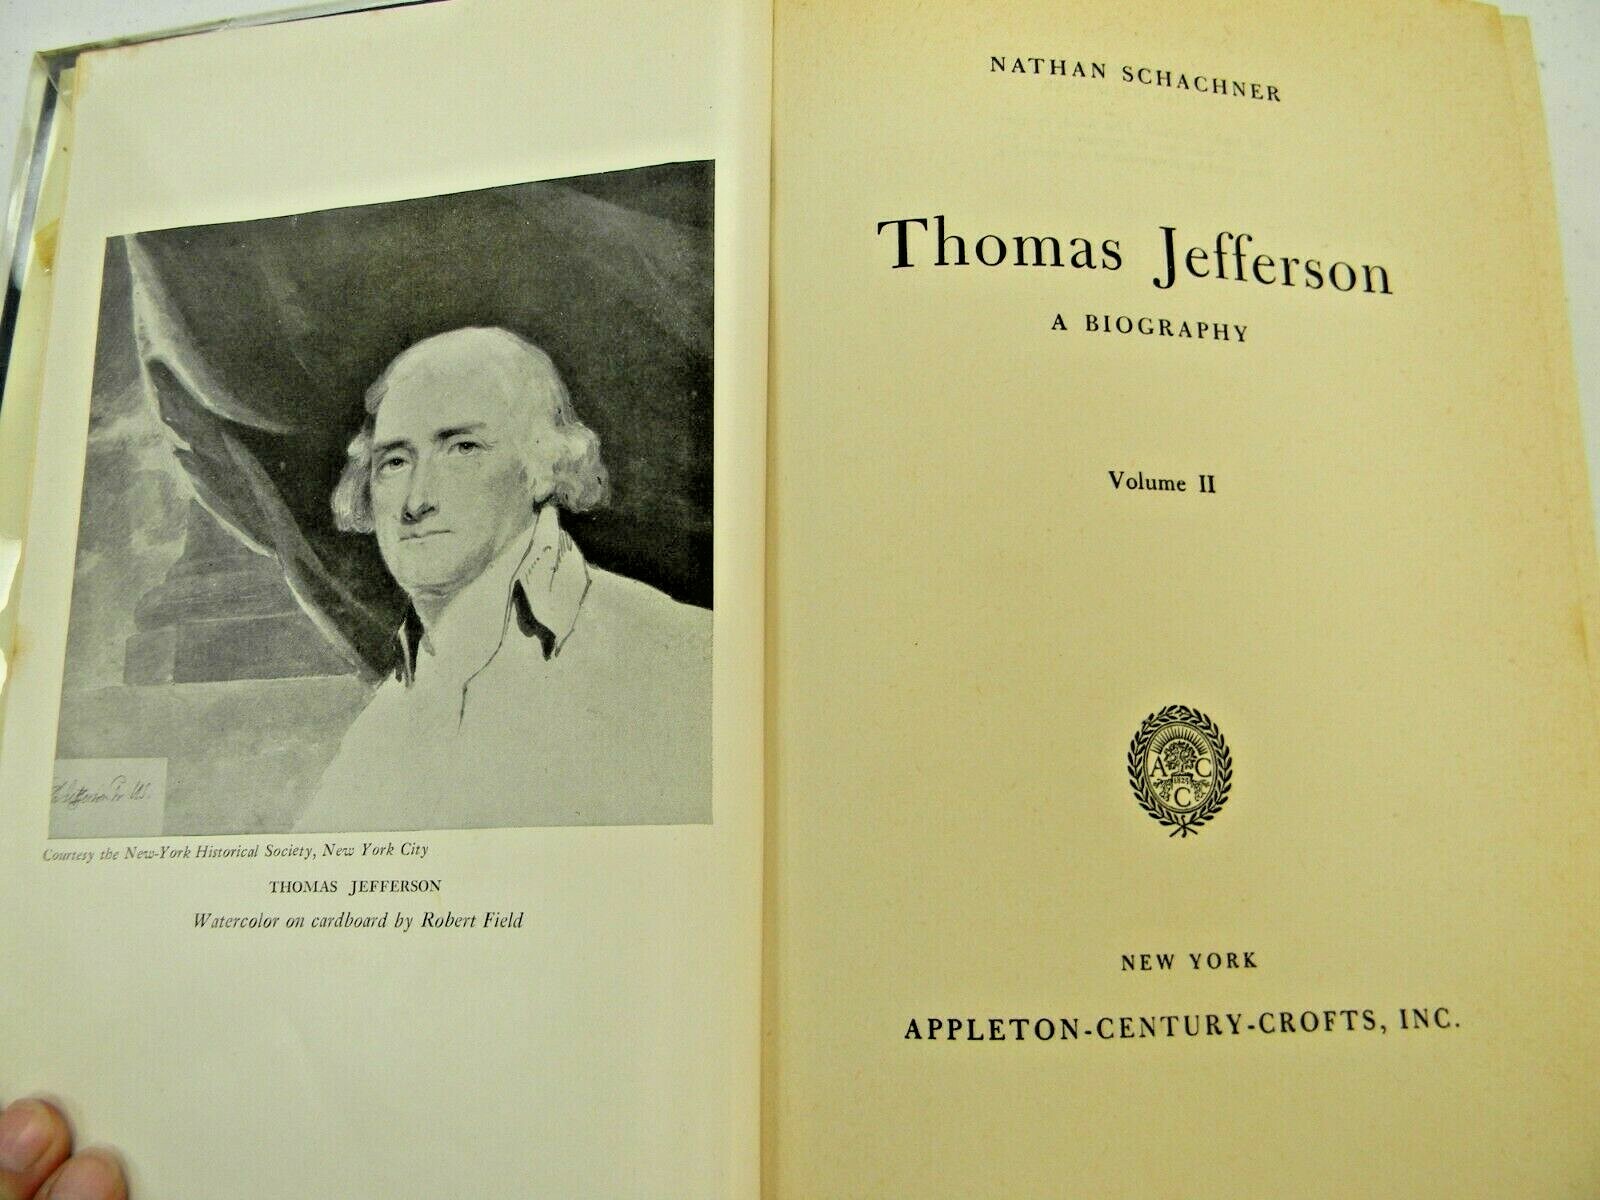 Courtesy the New-York Historical Society, New York City
THOMAS JEFFERSON
Watercolor on cardboard by Robert Field
NATHAN SCHACHNER
Thomas Jefferson
A BIOGRAPHY
Volume II
A C
1825
C
NEW YORK
APPLETON-CENTURY-CROFTS, INC.